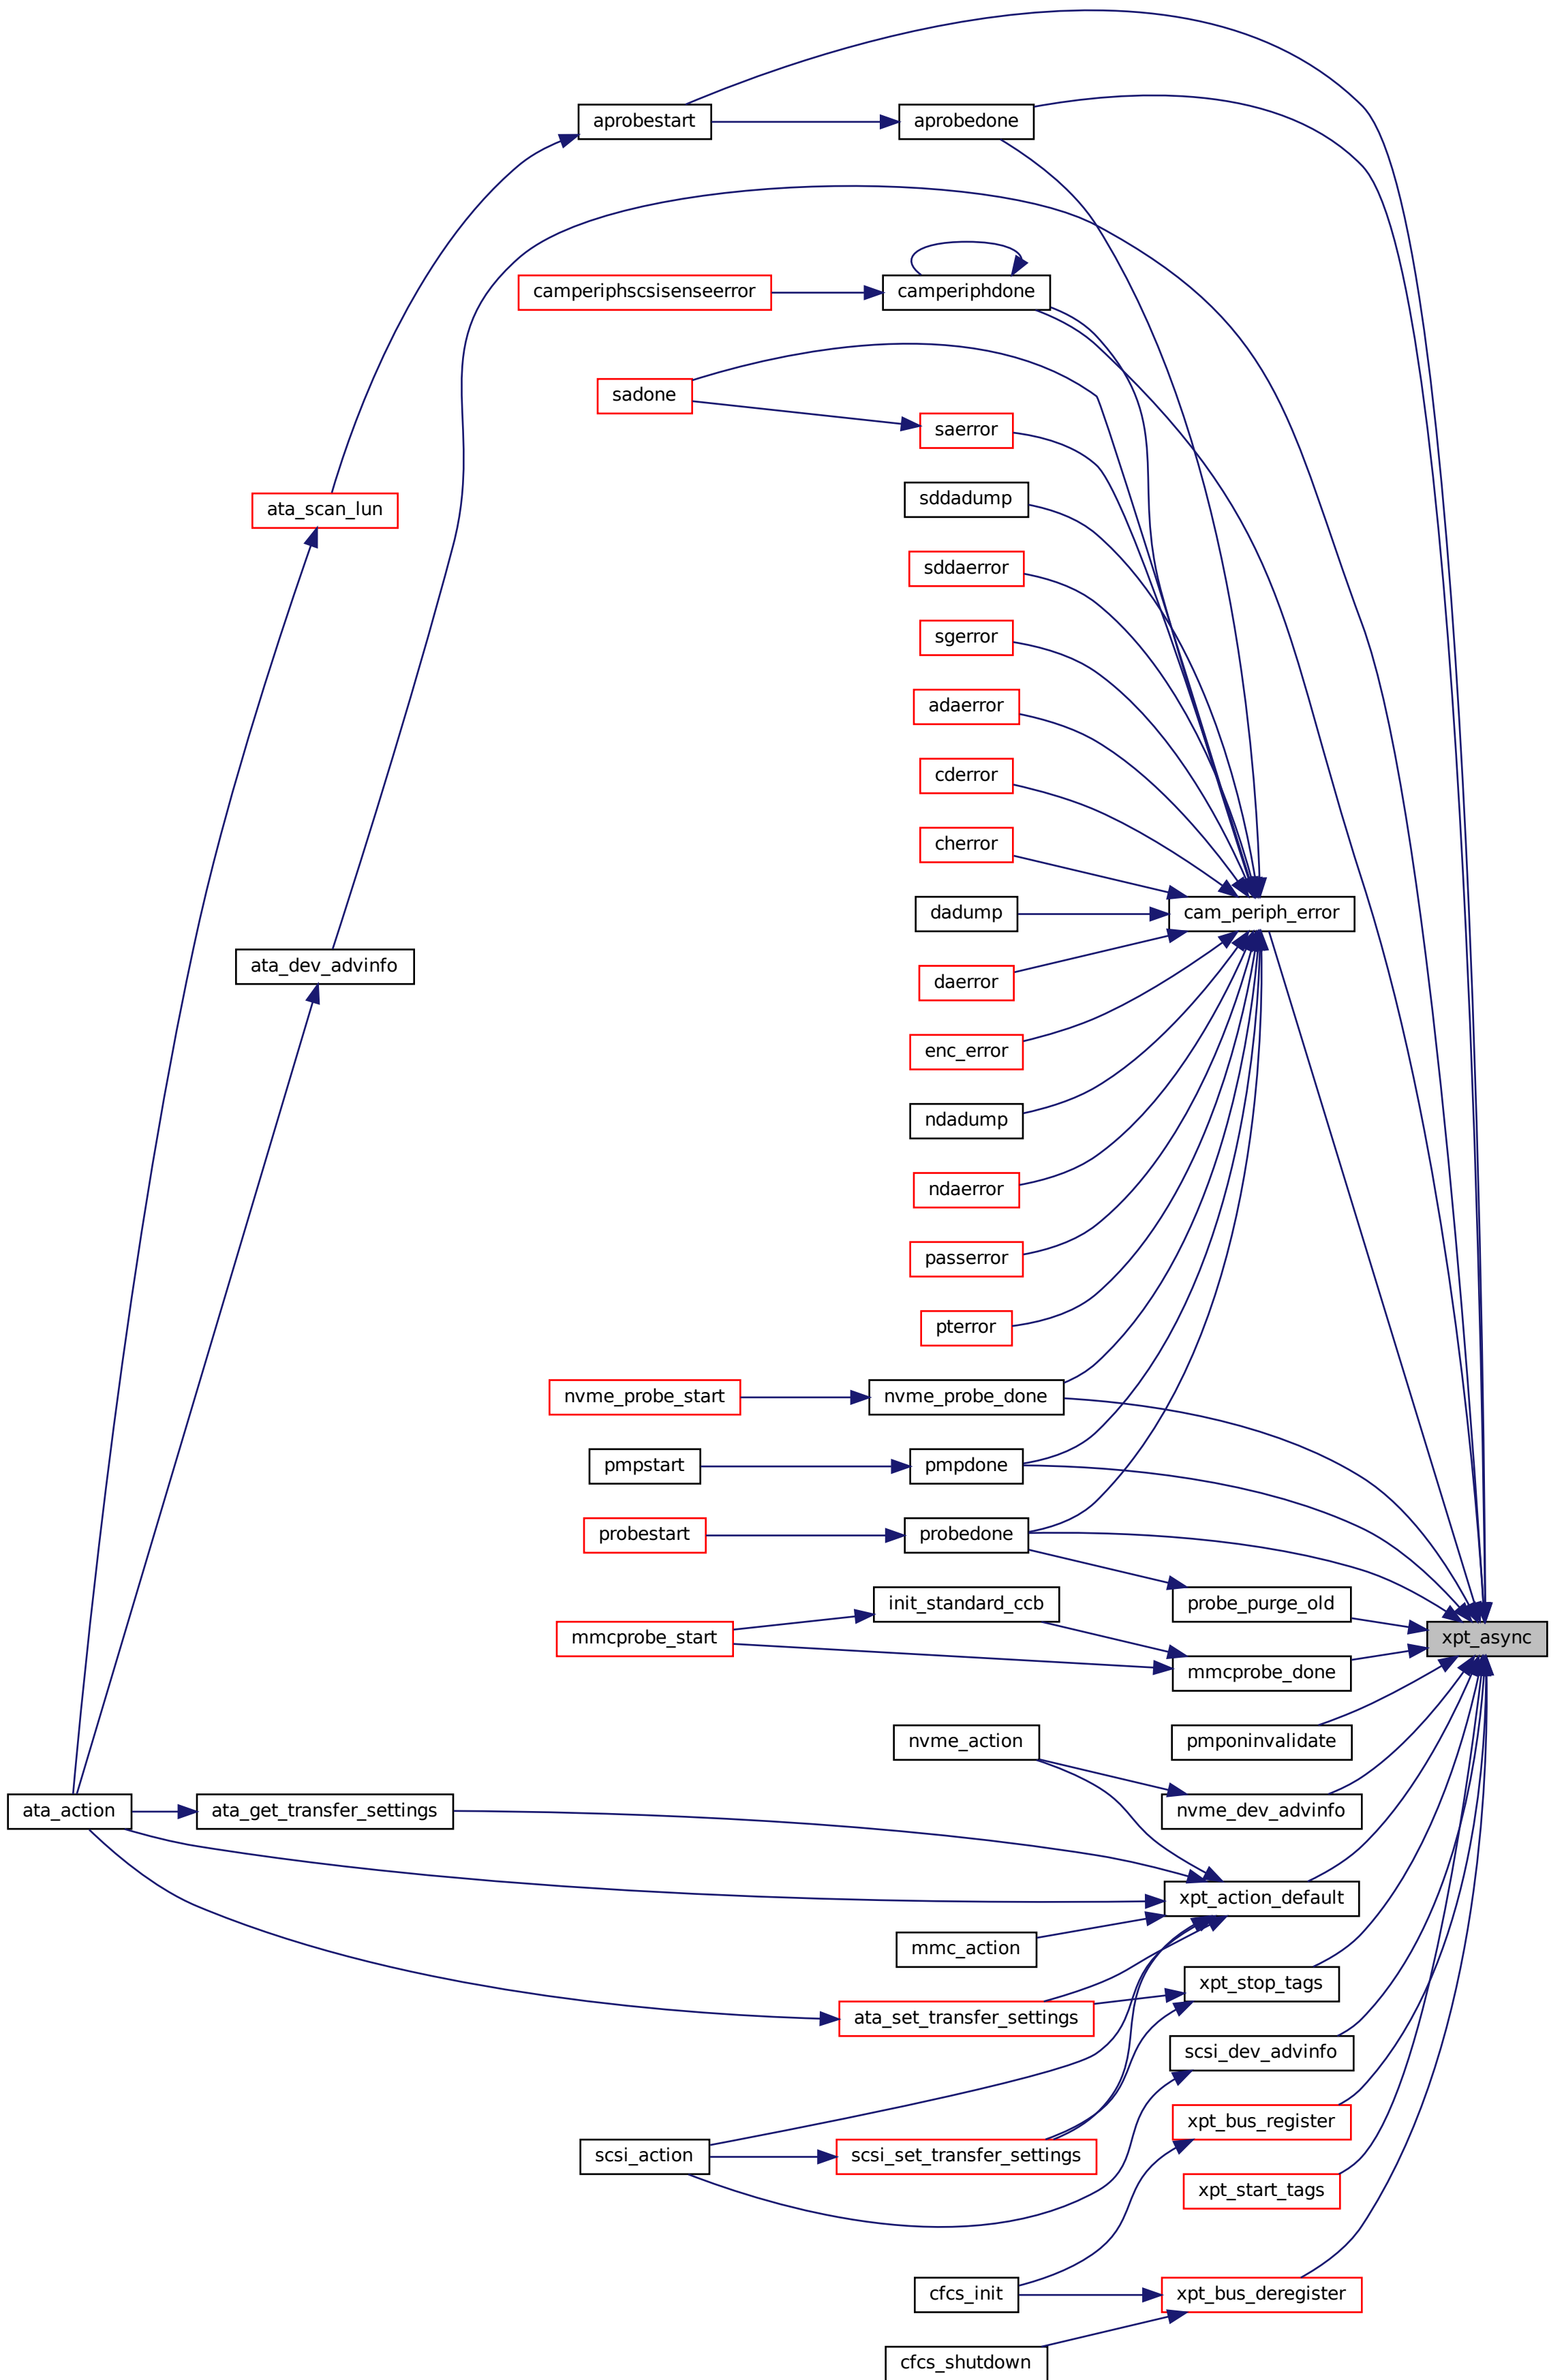 aprobestart
aprobedone
camperiphscsisenseerror
camperiphdone
sadone
saerror
sddadump
ata_scan_lun
sddaerror
sgerror
adaerror
cderror
cherror
dadump
cam_periph_error
ata_dev_advinfo
daerror
enc_error
ndadump
ndaerror
passerror
pterror
nvme_probe_start
nvme_probe_done
pmpstart
pmpdone
probestart
probedone
init_standard_ccb
probe_purge_old
mmcprobe_start
xpt_async
mmcprobe_done
nvme_action
pmponinvalidate
ata_action
ata_get_transfer_settings
nvme_dev_advinfo
xpt_action_default
mmc_action
xpt_stop_tags
ata_set_transfer_settings
scsi_dev_advinfo
xpt_bus_register
scsi_action
scsi_set_transfer_settings
xpt_start_tags
cfcs_init
xpt_bus_deregister
cfcs_shutdown